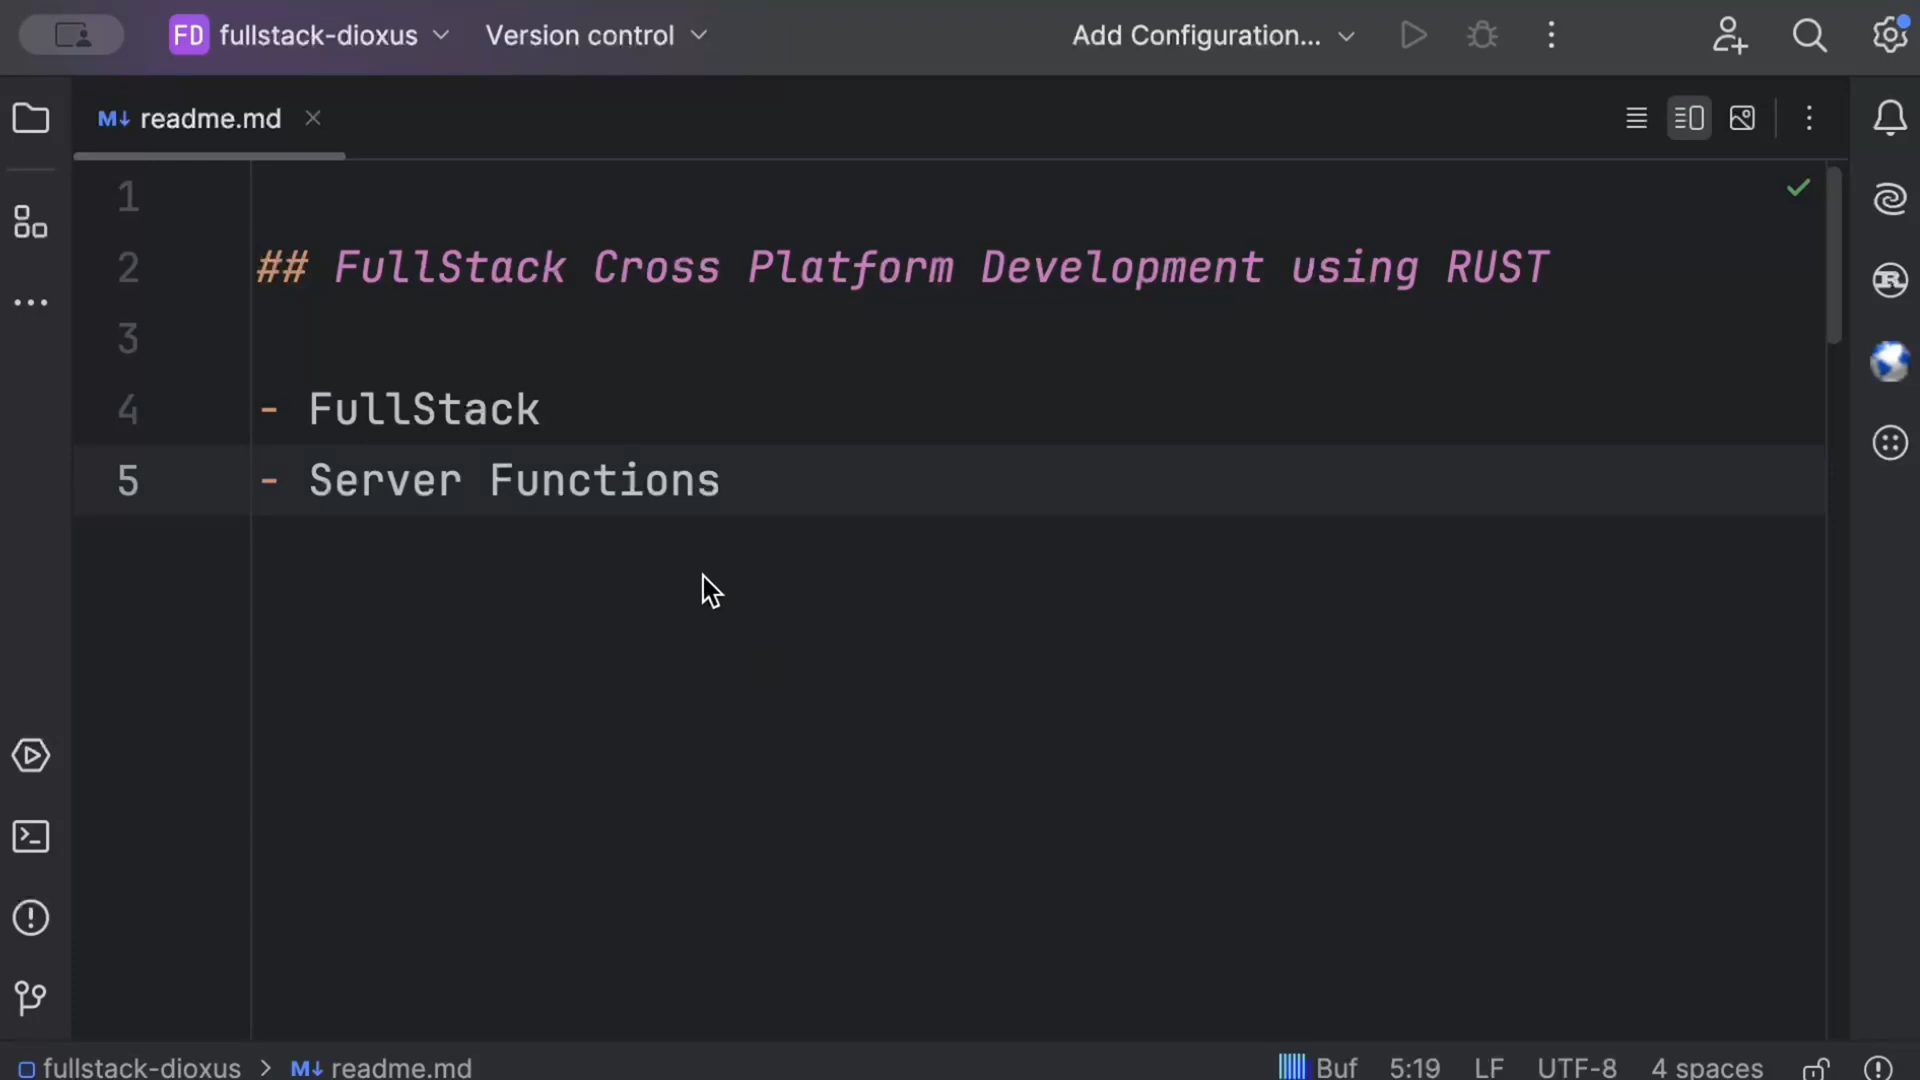 FD fullstack-dioxus Version control Add Configuration...
M↓ readme.md
1
2 ## FullStack Cross Platform Development using RUST
3
4 - FullStack
5 - Server Functions
fullstack-dioxus > M↓ readme.md Buf 5:19 LF UTF-8 4 spaces